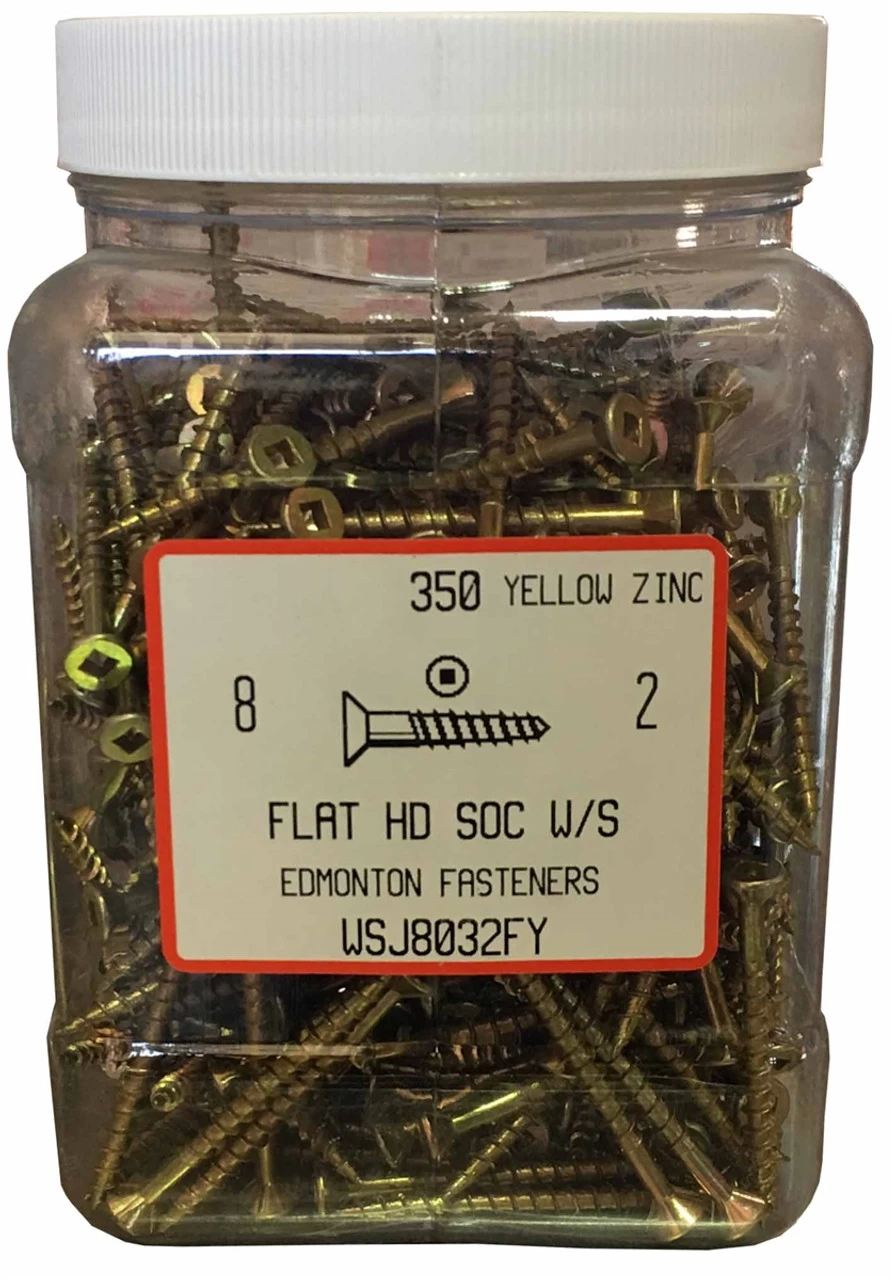 350 YELLOW ZINC
8 2
FLAT HD SOC W/S
EDMONTON FASTENERS
WSJ8032FY